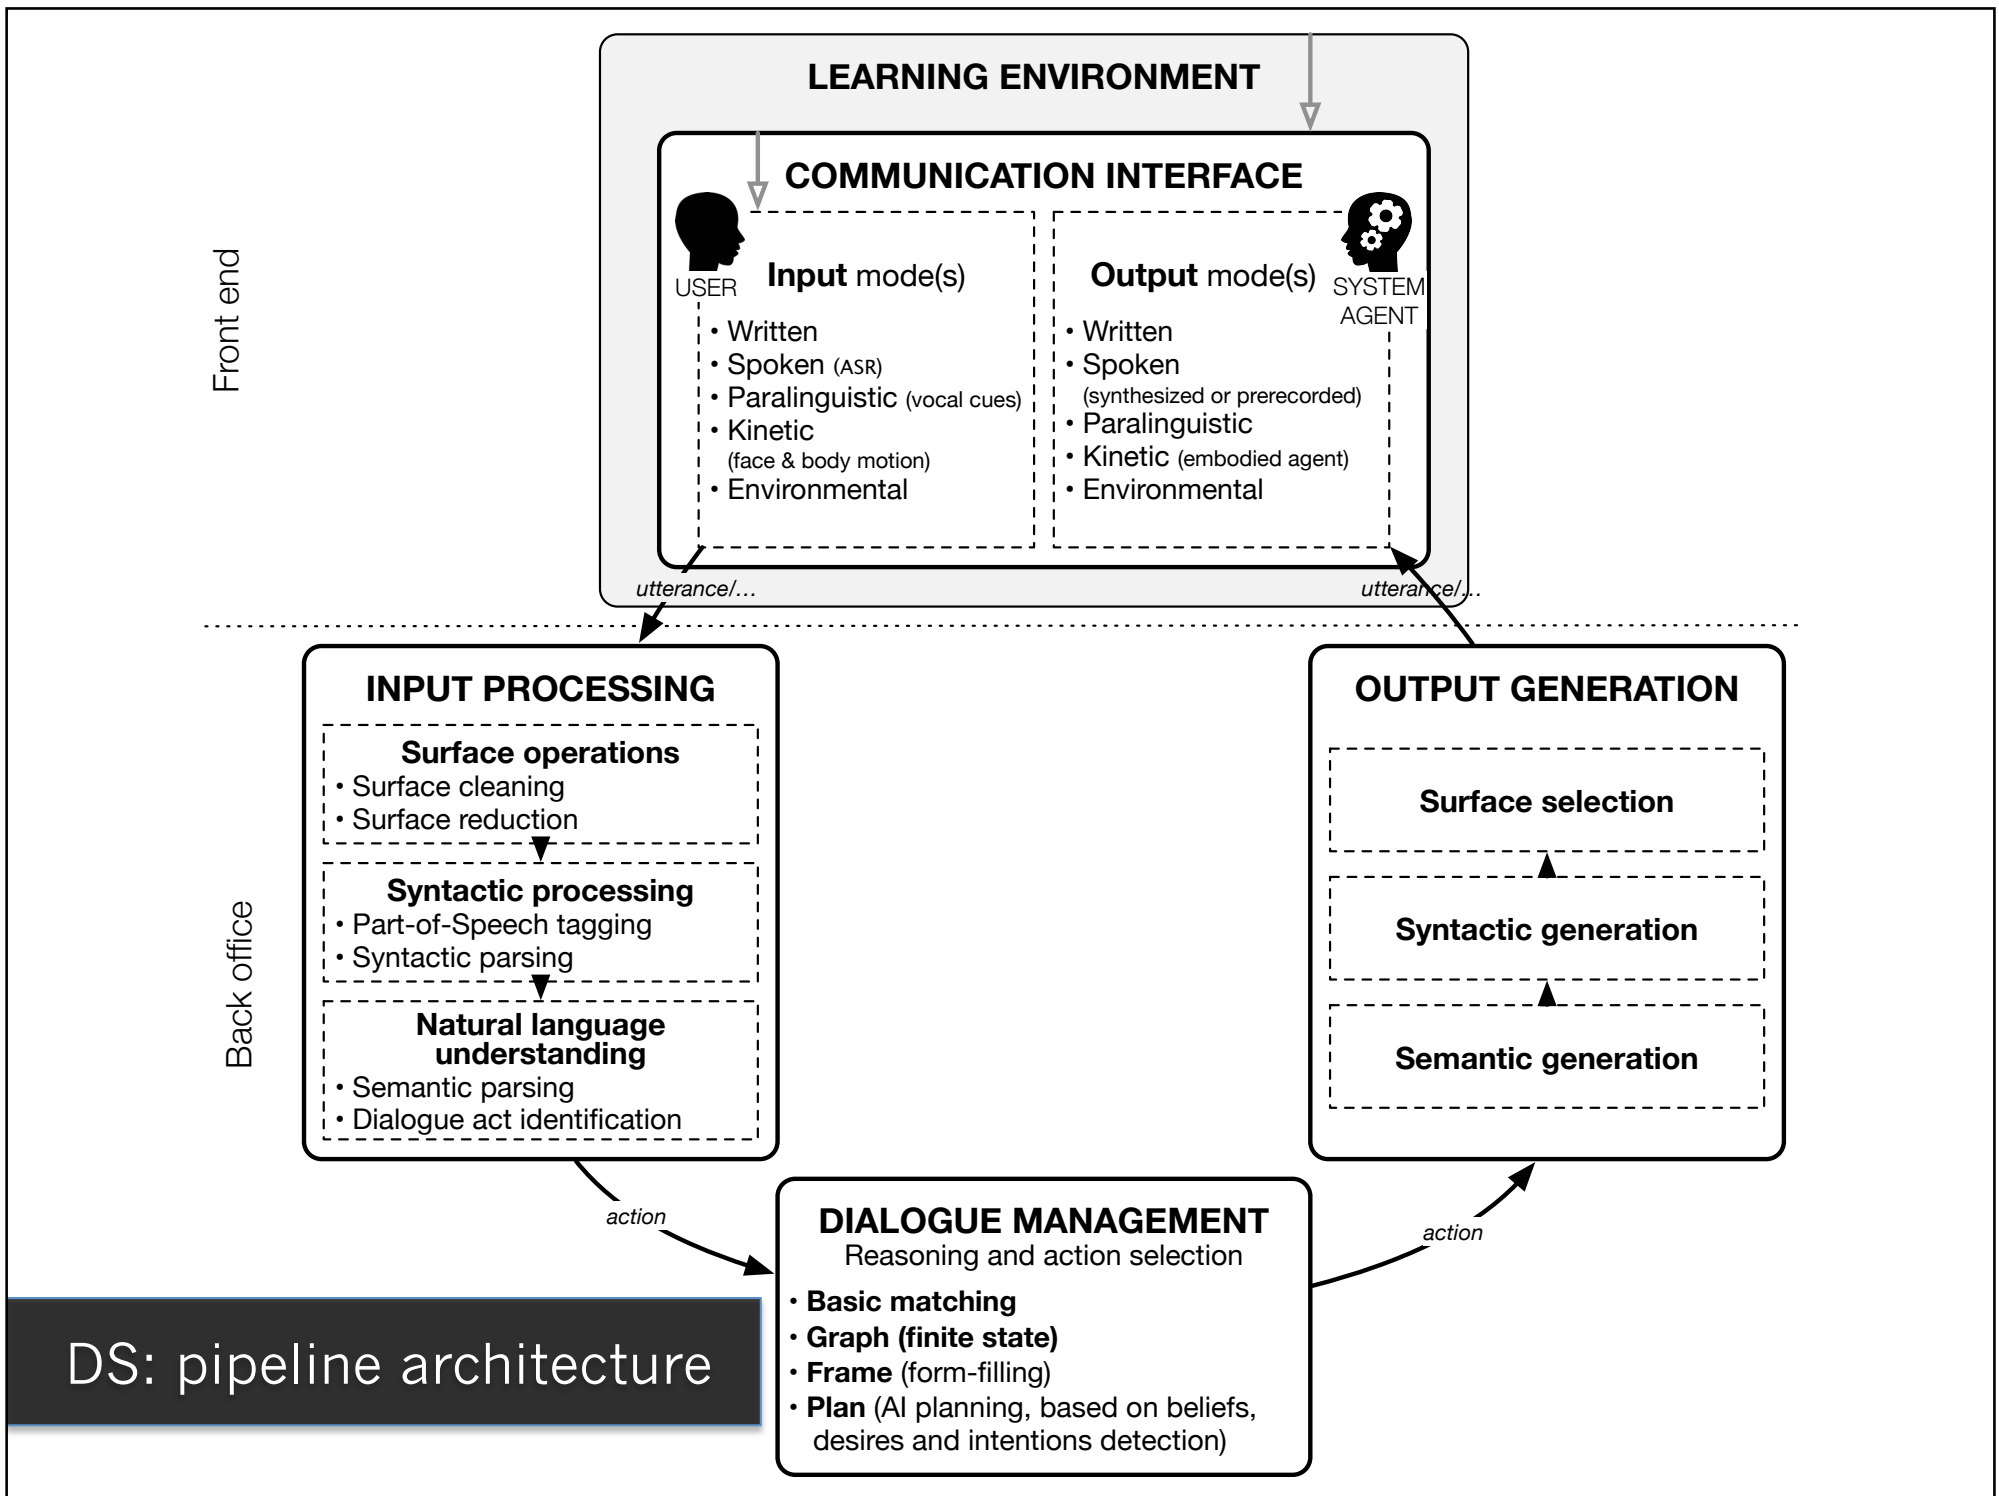 LEARNING ENVIRONMENT
COMMUNICATION INTERFACE
USER
Input mode(s)
• Written
• Spoken (ASR)
• Paralinguistic (vocal cues)
• Kinetic
(face & body motion)
• Environmental
Output mode(s)
SYSTEM
AGENT
• Written
• Spoken
(synthesized or prerecorded)
• Paralinguistic
• Kinetic (embodied agent)
• Environmental
Front end
utterance/…
utterance/…
Back office
INPUT PROCESSING
Surface operations
• Surface cleaning
• Surface reduction
Syntactic processing
• Part-of-Speech tagging
• Syntactic parsing
Natural language
understanding
• Semantic parsing
• Dialogue act identification
OUTPUT GENERATION
Surface selection
Syntactic generation
Semantic generation
action
action
DIALOGUE MANAGEMENT
Reasoning and action selection
• Basic matching
• Graph (finite state)
• Frame (form-filling)
• Plan (AI planning, based on beliefs,
desires and intentions detection)
DS: pipeline architecture